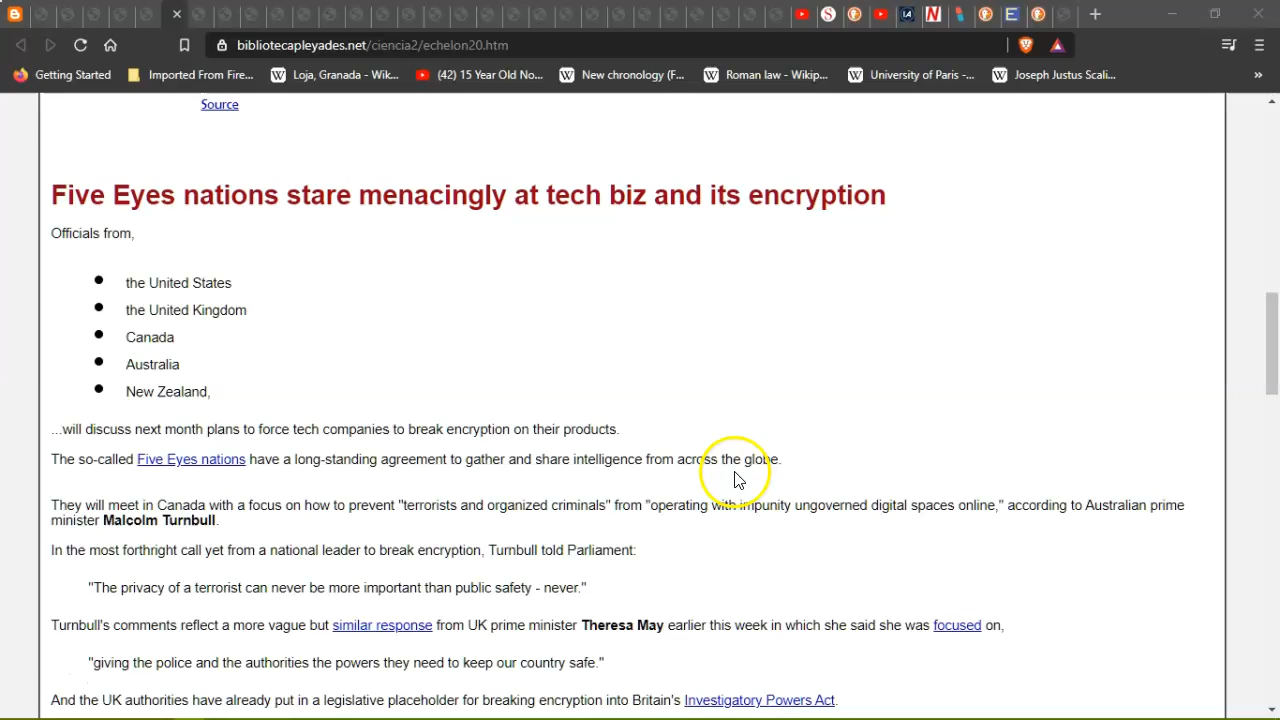 bibliotecapleyades.net/ciencia2/echelon20.htm
Getting Started Imported From Fire... Loja, Granada - Wik... (42) 15 Year Old No... New chronology (F... Roman law - Wikip... University of Paris -... Joseph Justus Scali... »
Source
Five Eyes nations stare menacingly at tech biz and its encryption
Officials from,
the United States
the United Kingdom
Canada
Australia
New Zealand,
...will discuss next month plans to force tech companies to break encryption on their products.
The so-called Five Eyes nations have a long-standing agreement to gather and share intelligence from across the globe.
They will meet in Canada with a focus on how to prevent "terrorists and organized criminals" from "operating with impunity ungoverned digital spaces online," according to Australian prime
minister Malcolm Turnbull.
In the most forthright call yet from a national leader to break encryption, Turnbull told Parliament:
"The privacy of a terrorist can never be more important than public safety - never."
Turnbull's comments reflect a more vague but similar response from UK prime minister Theresa May earlier this week in which she said she was focused on,
"giving the police and the authorities the powers they need to keep our country safe."
And the UK authorities have already put in a legislative placeholder for breaking encryption into Britain's Investigatory Powers Act.